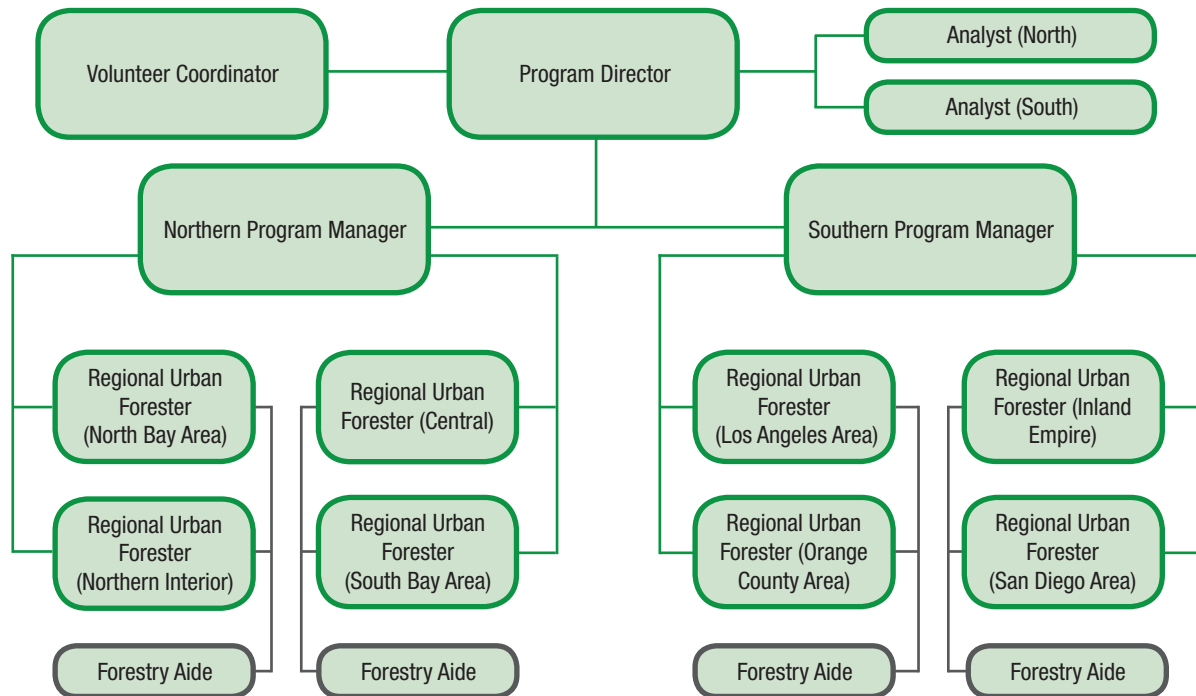 Volunteer Coordinator
Program Director
Analyst (North)
Analyst (South)
Northern Program Manager
Southern Program Manager
Regional Urban
Forester
(North Bay Area)
Regional Urban
Forester (Central)
Regional Urban
Forester
(Los Angeles Area)
Regional Urban
Forester (Inland
Empire)
Regional Urban
Forester
(Northern Interior)
Regional Urban
Forester
(South Bay Area)
Regional Urban
Forester (Orange
County Area)
Regional Urban
Forester
(San Diego Area)
Forestry Aide
Forestry Aide
Forestry Aide
Forestry Aide